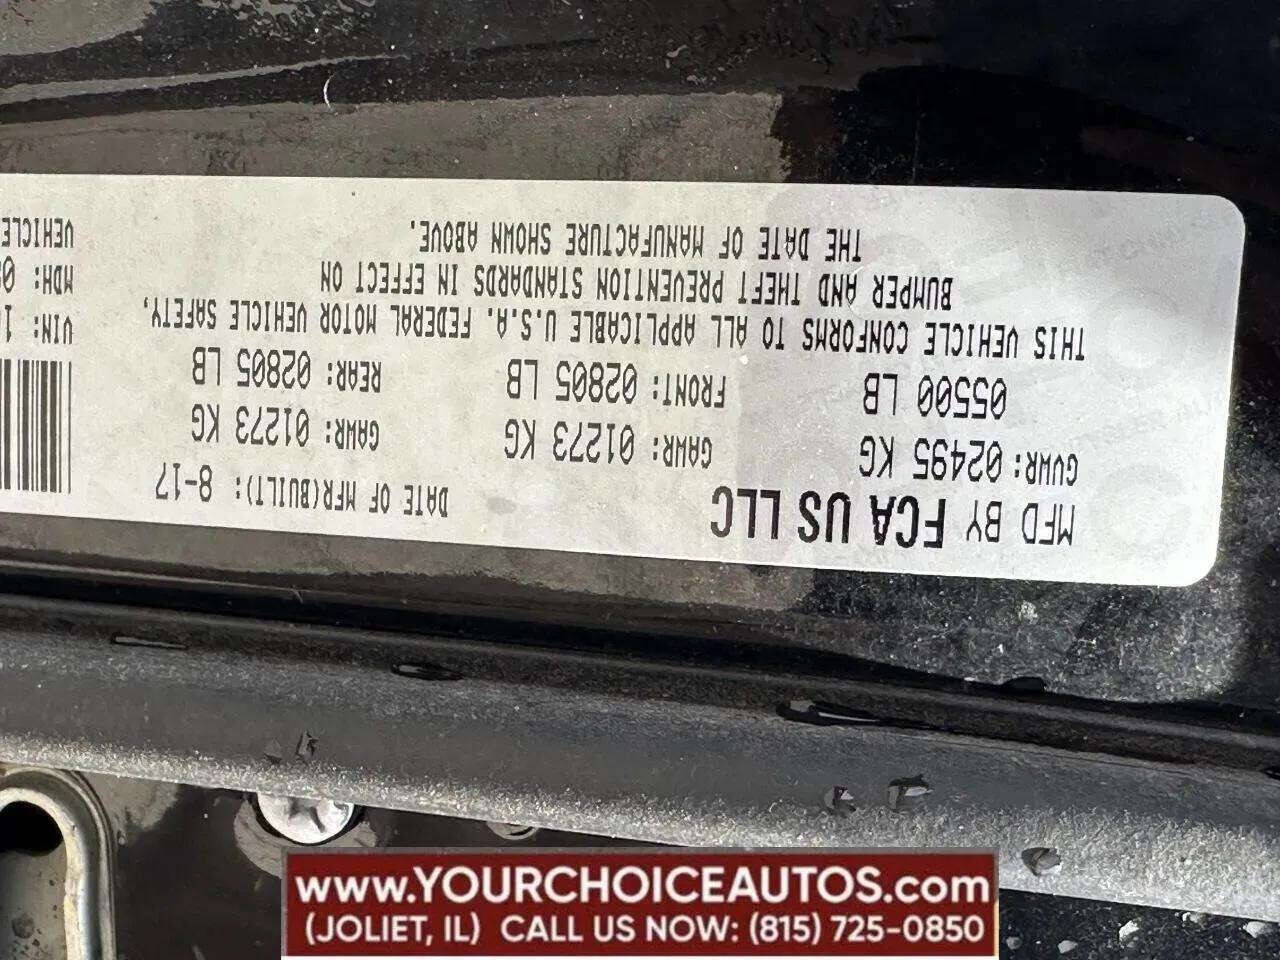 MFD BY FCA US LLC DATE OF MFR(BUILT): 8-17
GVWR: 02495 KG GAWR: 01273 KG GAWR: 01273 KG
05500 LB FRONT: 02805 LB REAR: 02805 LB
THIS VEHICLE CONFORMS TO ALL APPLICABLE U.S.A. FEDERAL MOTOR VEHICLE SAFETY,
BUMPER AND THEFT PREVENTION STANDARDS IN EFFECT ON
THE DATE OF MANUFACTURE SHOWN ABOVE.
VIN: 1
MDH: 0
VEHICLE
www.YOURCHOICEAUTOS.com
(JOLIET, IL) CALL US NOW: (815) 725-0850